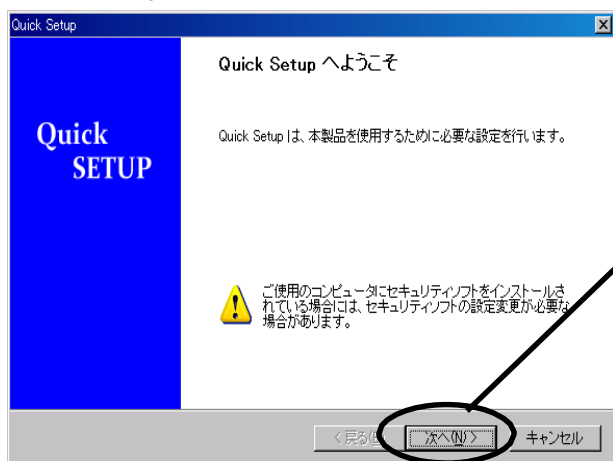 Quick Setup
Quick Setup へようこそ
Quick
SETUP
Quick Setup は、本製品を使用するために必要な設定を行います。
ご使用のコンピュータにセキュリティソフトをインストールさ
れている場合には、セキュリティソフトの設定変更が必要な
場合があります。
< 戻る(B) 次へ(N) > キャンセル